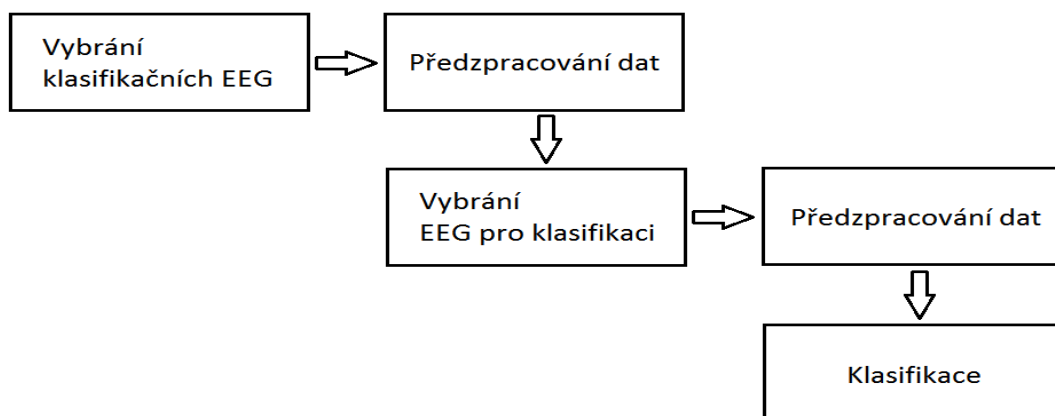 Vybrání
klasifikačních EEG
Předzpracování dat
Vybrání
EEG pro klasifikaci
Předzpracování dat
Klasifikace